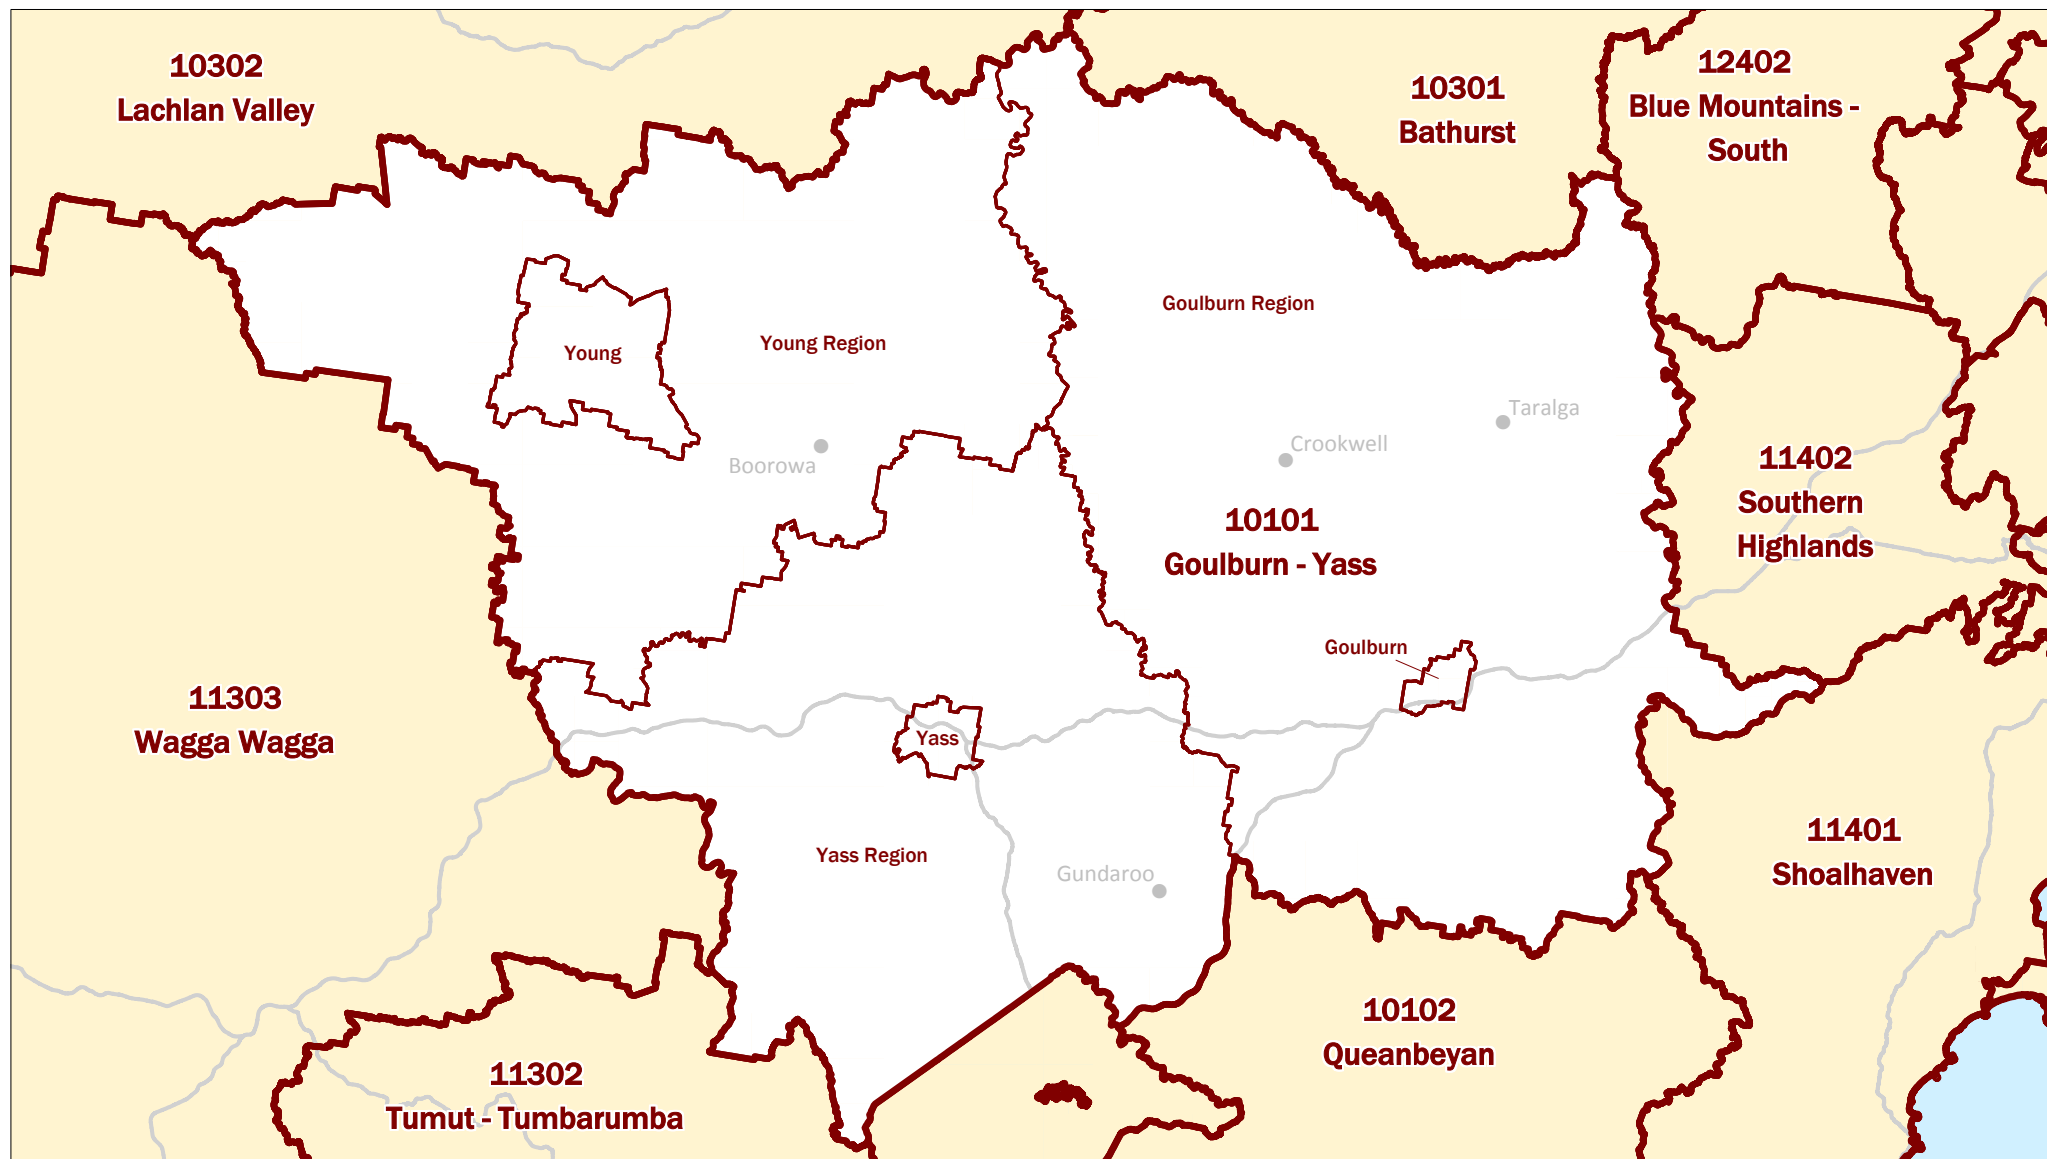 10302
Lachlan Valley
12402
Blue Mountains -
South
10301
Bathurst
Goulburn Region
Young Region
Young
Taralga
Crookwell
Boorowa
11402
Southern
Highlands
10101
Goulburn - Yass
Goulburn
11303
Wagga Wagga
Yass
11401
Shoalhaven
Yass Region
Gundaroo
10102
Queanbeyan
11302
Tumut - Tumbarumba